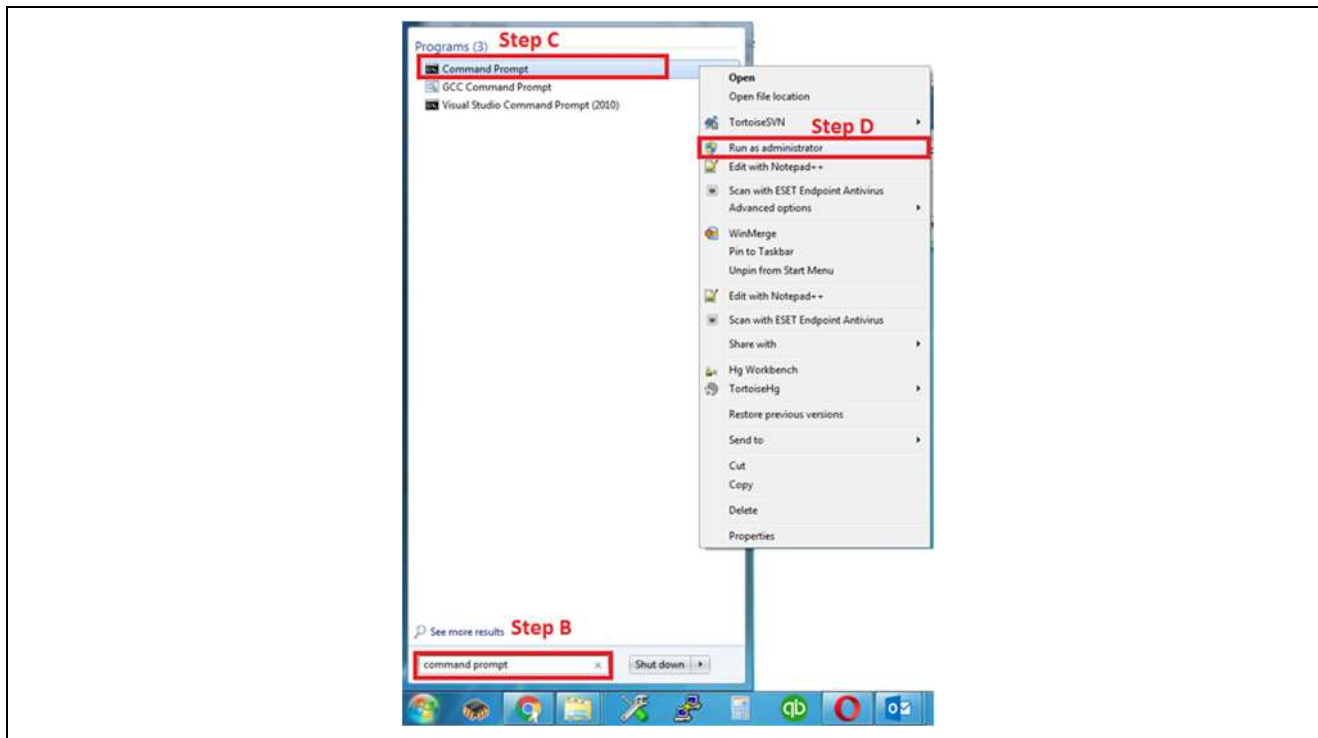 Programs (3) Step C
Command Prompt
GCC Command Prompt
Visual Studio Command Prompt (2010)
Open
Open file location
TortoiseSVN
Step D
Run as administrator
Edit with Notepad++
Scan with ESET Endpoint Antivirus
Advanced options
WinMerge
Pin to Taskbar
Unpin from Start Menu
Edit with Notepad++
Scan with ESET Endpoint Antivirus
Share with
Hg Workbench
TortoiseHg
Restore previous versions
Send to
Cut
Copy
Delete
Properties
See more results Step B
command prompt
Shut down
qb